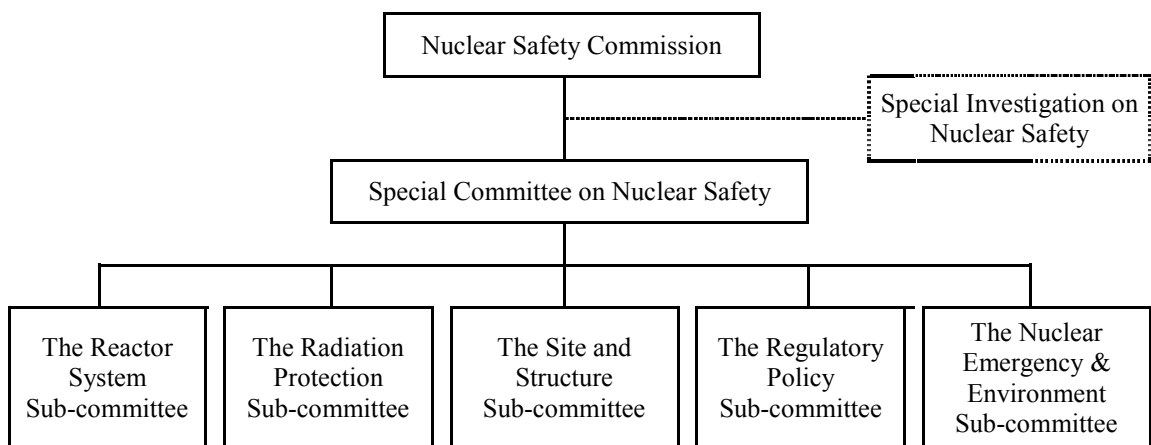 Nuclear Safety Commission
Special Investigation on
Nuclear Safety
Special Committee on Nuclear Safety
The Reactor
System
Sub-committee
The Radiation
Protection
Sub-committee
The Site and
Structure
Sub-committee
The Regulatory
Policy
Sub-committee
The Nuclear
Emergency &
Environment
Sub-committee